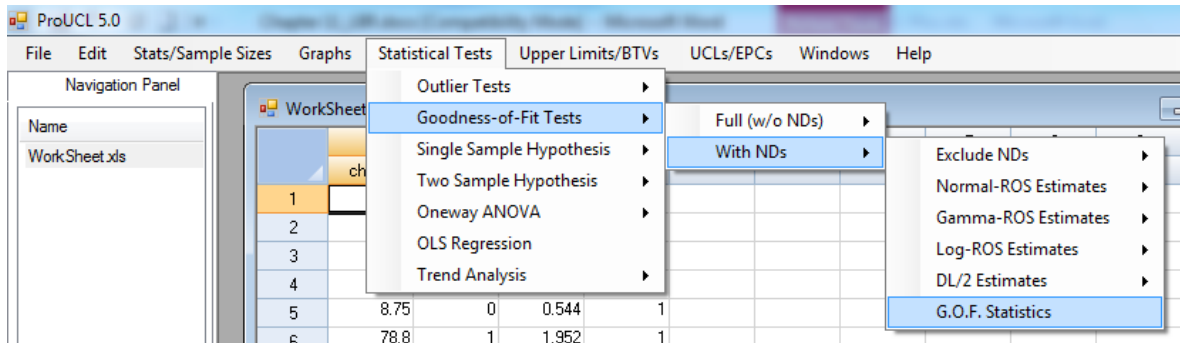 ProUCL 5.0
File Edit Stats/Sample Sizes Graphs Statistical Tests Upper Limits/BTVs UCLs/EPCs Windows Help
Navigation Panel
Name
WorkSheet.xls
WorkSheet
ch
1
2
3
4
5 8.75 0 0.544 1
6 78.8 1 1.952 1
Outlier Tests
Goodness-of-Fit Tests
Single Sample Hypothesis
Two Sample Hypothesis
Oneway ANOVA
OLS Regression
Trend Analysis
Full (w/o NDs)
With NDs
Exclude NDs
Normal-ROS Estimates
Gamma-ROS Estimates
Log-ROS Estimates
DL/2 Estimates
G.O.F. Statistics